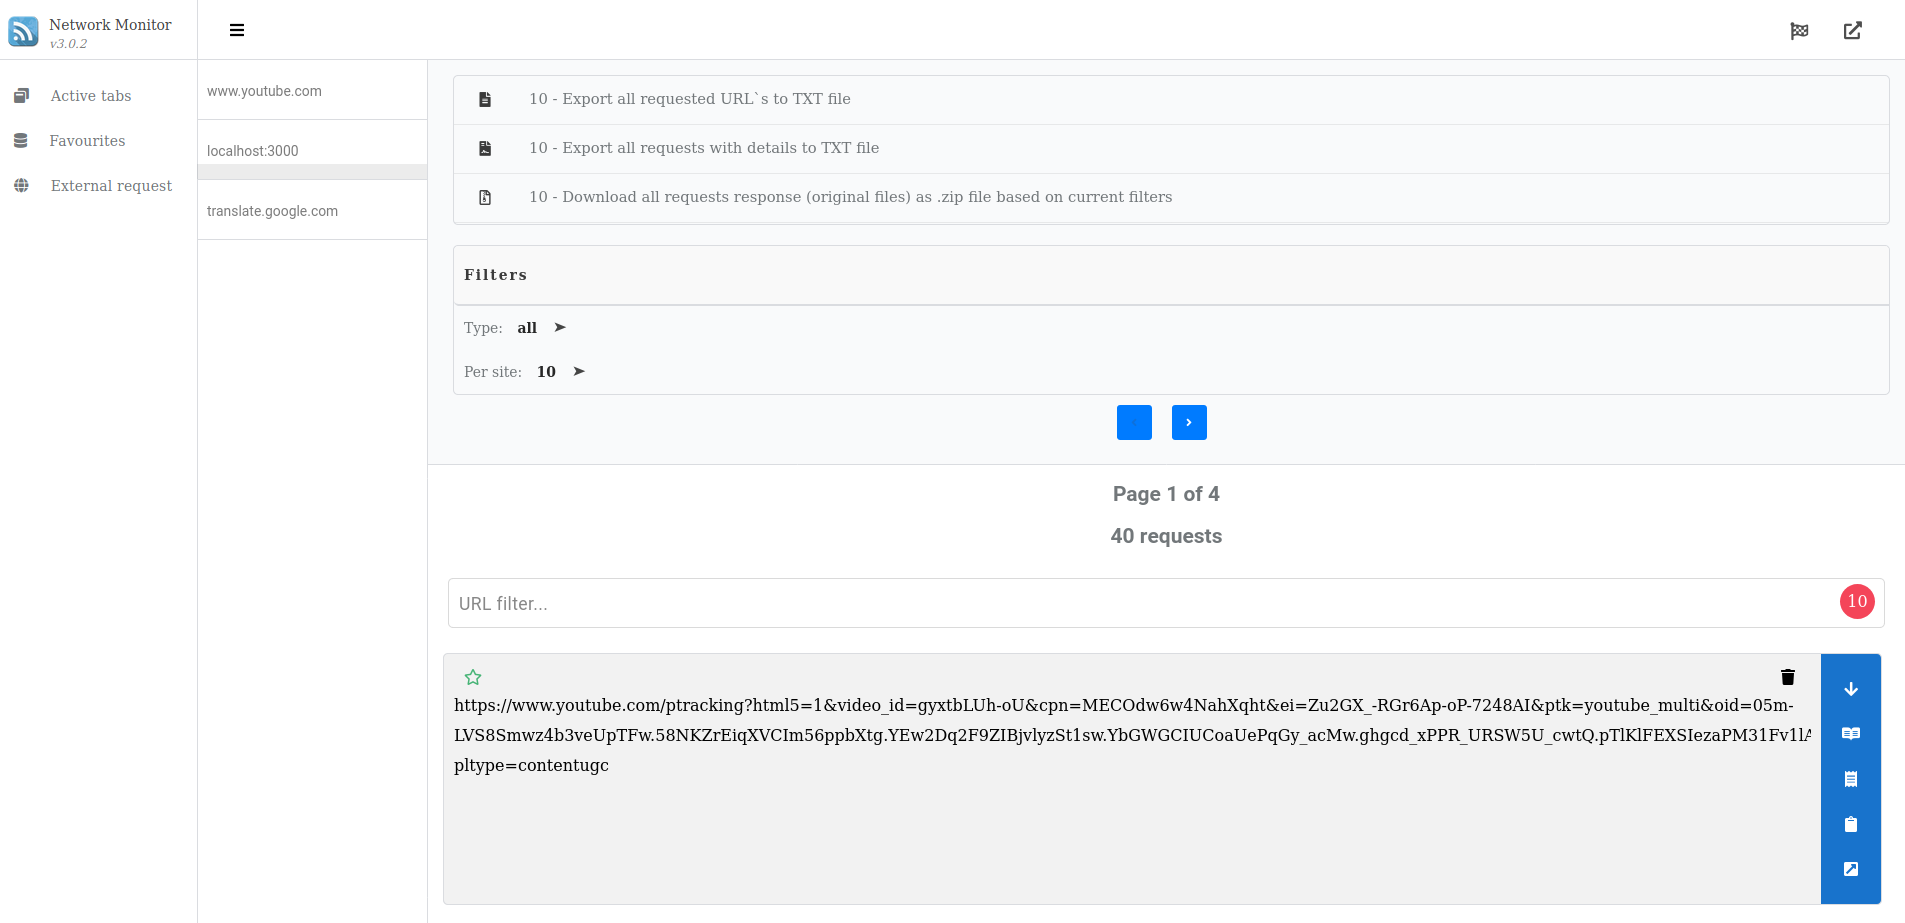 Network Monitor
v3.0.2
Active tabs
Favourites
External request
www.youtube.com
localhost:3000
translate.google.com
10 - Export all requested URL`s to TXT file
10 - Export all requests with details to TXT file
10 - Download all requests response (original files) as .zip file based on current filters
Filters
Type: all ➤
Per site: 10 ➤
Page 1 of 4
40 requests
URL filter...
10
https://www.youtube.com/ptracking?html5=1&video_id=gyxtbLUh-oU&cpn=MECOdw6w4NahXqht&ei=Zu2GX_-RGr6Ap-oP-7248AI&ptk=youtube_multi&oid=05m-
LVS8Smwz4b3veUpTFw.58NKZrEiqXVCIm56ppbXtg.YEw2Dq2F9ZIBjvlyzSt1sw.YbGWGCIUCoaUePqGy_acMw.ghgcd_xPPR_URSW5U_cwtQ.pTlKlFEXSIezaPM31Fv1lA
pltype=contentugc